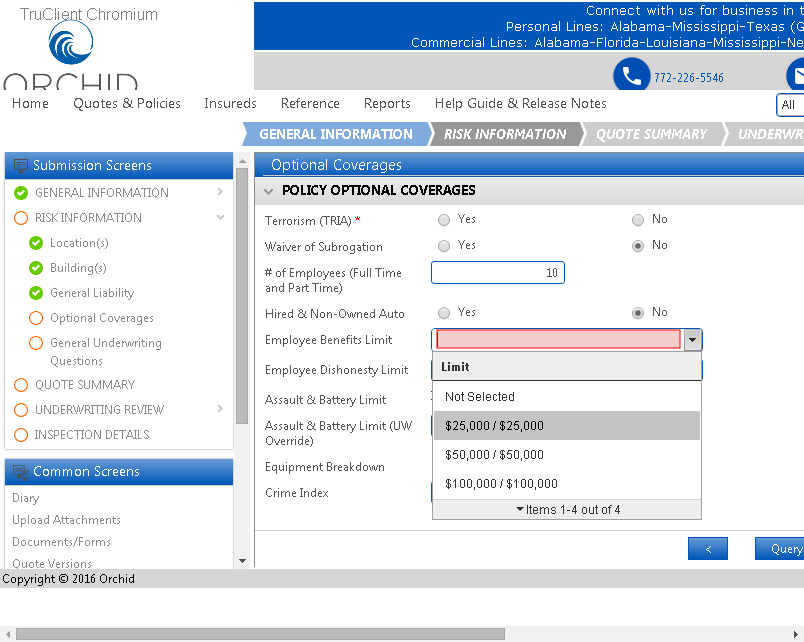 TruClient Chromium
Connect with us for business in
Personal Lines: Alabama-Mississippi-Texas
Commercial Lines: Alabama-Florida-Louisiana-Mississippi-
ORCHID
772-226-5546
Home Quotes & Policies Insureds Reference Reports Help Guide & Release Notes
All
GENERAL INFORMATION RISK INFORMATION QUOTE SUMMARY
Submission Screens
GENERAL INFORMATION
RISK INFORMATION
Location(s)
Building(s)
General Liability
Optional Coverages
General Underwriting
Questions
QUOTE SUMMARY
UNDERWRITING REVIEW
INSPECTION DETAILS
Common Screens
Diary
Upload Attachments
Documents/Forms
Quote Versions
Optional Coverages
POLICY OPTIONAL COVERAGES
Terrorism (TRIA) * Yes No
Waiver of Subrogation Yes No
# of Employees (Full Time
and Part Time) 10
Hired & Non-Owned Auto Yes No
Employee Benefits Limit
Employee Dishonesty Limit
Assault & Battery Limit
Assault & Battery Limit (UW
Override)
Equipment Breakdown
Crime Index
Limit
Not Selected
$25,000 / $25,000
$50,000 / $50,000
$100,000 / $100,000
Items 1-4 out of 4
< Query
Copyright © 2016 Orchid